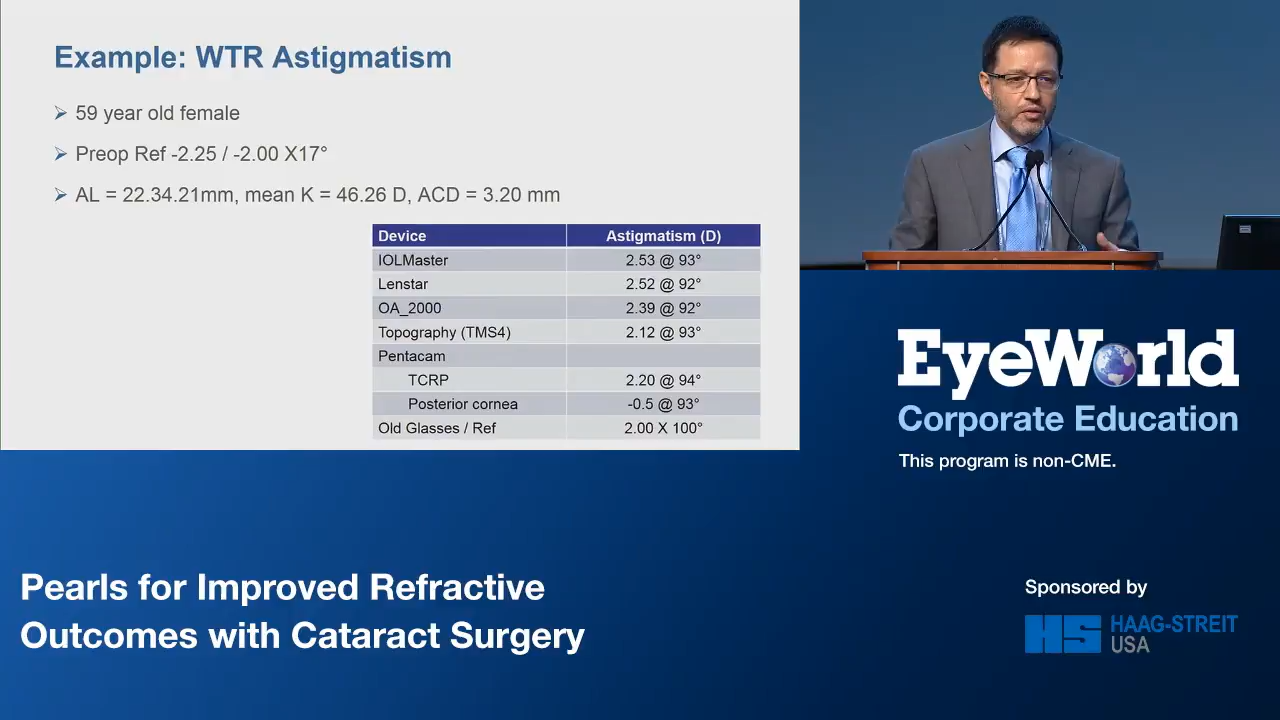 Example: WTR Astigmatism
➢ 59 year old female
➢ Preop Ref -2.25 / -2.00 X17°
➢ AL = 22.34.21mm, mean K = 46.26 D, ACD = 3.20 mm
Device Astigmatism (D)
IOLMaster 2.53 @ 93°
Lenstar 2.52 @ 92°
OA_2000 2.39 @ 92°
Topography (TMS4) 2.12 @ 93°
Pentacam
TCRP 2.20 @ 94°
Posterior cornea -0.5 @ 93°
Old Glasses / Ref 2.00 X 100°
EyeWorld
Corporate Education
This program is non-CME.
Pearls for Improved Refractive
Outcomes with Cataract Surgery
Sponsored by
HS HAAG-STREIT
USA